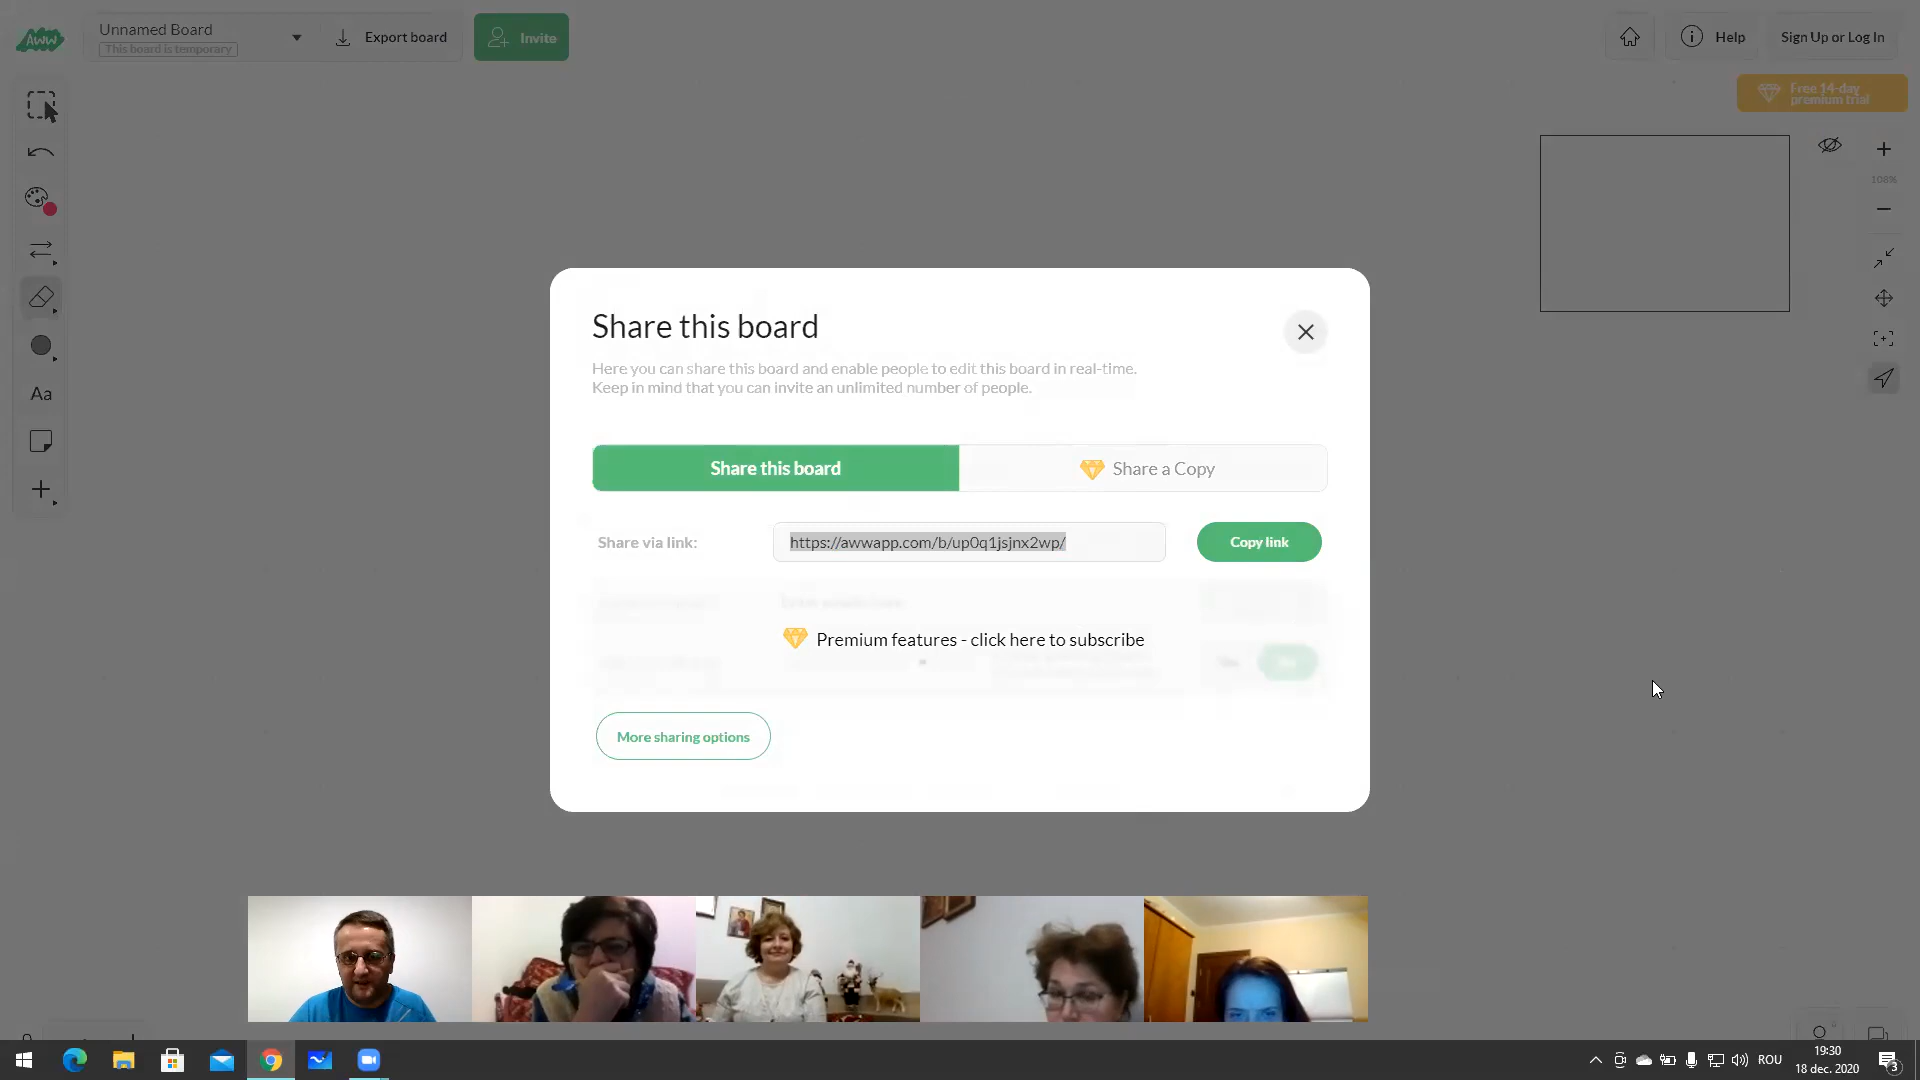 Aww
Unnamed Board
This board is temporary
Export board
Invite
Help
Sign Up or Log In
Free 14-day
premium trial
108%
Aa
Share this board
Here you can share this board and enable people to edit this board in real-time.
Keep in mind that you can invite an unlimited number of people.
Share this board
Share a Copy
Share via link:
https://awwapp.com/b/up0q1jsjnx2wp/
Copy link
Premium features - click here to subscribe
More sharing options
ROU
19:30
18 dec. 2020
3